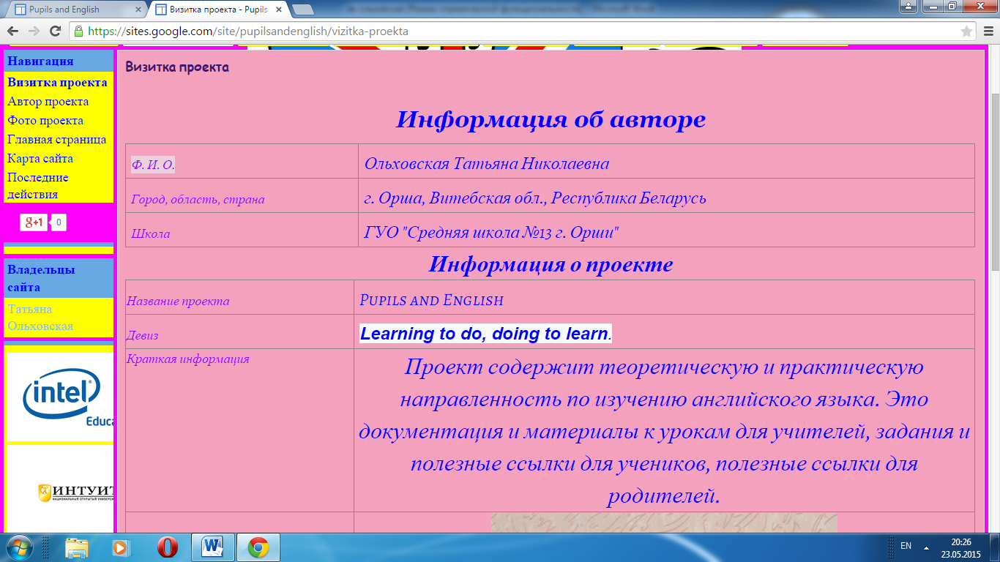 Pupils and English
Визитка проекта - Pupils
https://sites.google.com/site/pupilsandenglish/vizitka-proekta
Навигация
Визитка проекта
Автор проекта
Фото проекта
Главная страница
Карта сайта
Последние
действия
g+1 0
Владельцы
сайта
Татьяна
Ольховская
intel®
Educa
ИНТУИТ
НАЦИОНАЛЬНЫЙ ОТКРЫТЫЙ УНИВЕРС
Визитка проекта
Информация об авторе
Ф. И. О. Ольховская Татьяна Николаевна
Город, область, страна г. Орша, Витебская обл., Республика Беларусь
Школа ГУО "Средняя школа №13 г. Орши"
Информация о проекте
Название проекта Pupils and English
Девиз Learning to do, doing to learn.
Краткая информация Проект содержит теоретическую и практическую
направленность по изучению английского языка. Это
документация и материалы к урокам для учителей, задания и
полезные ссылки для учеников, полезные ссылки для
родителей.
EN
20:26
23.05.2015